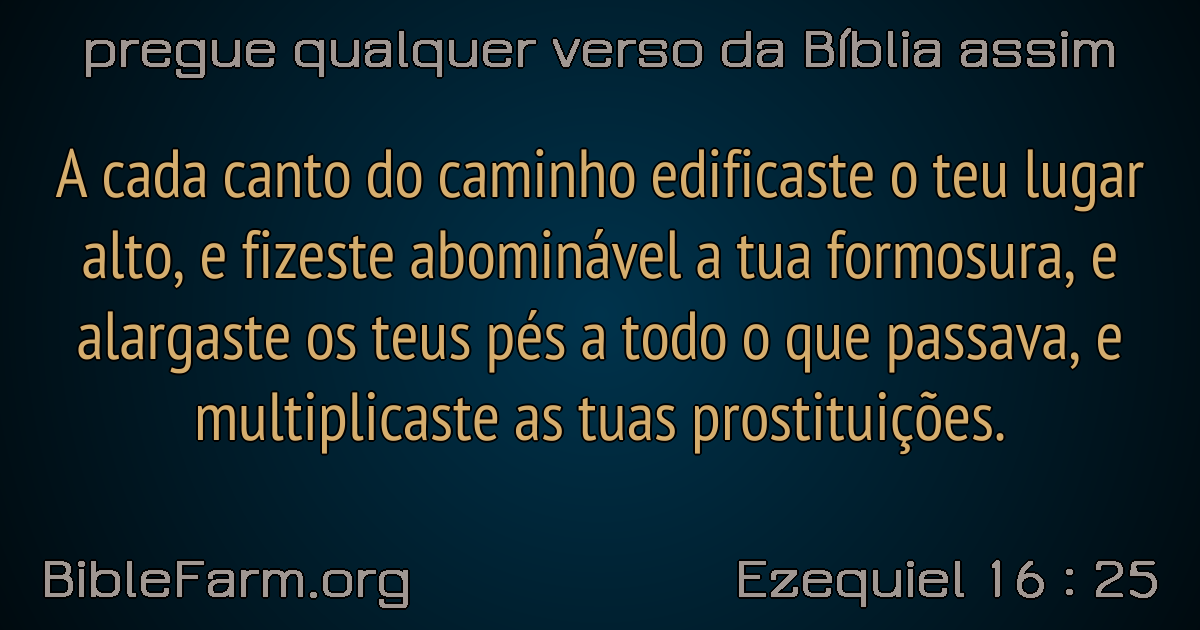 pregue qualquer verso da Bíblia assim
A cada canto do caminho edificaste o teu lugar
alto, e fizeste abominável a tua formosura, e
alargaste os teus pés a todo o que passava, e
multiplicaste as tuas prostituições.
BibleFarm.org
Ezequiel 16 : 25